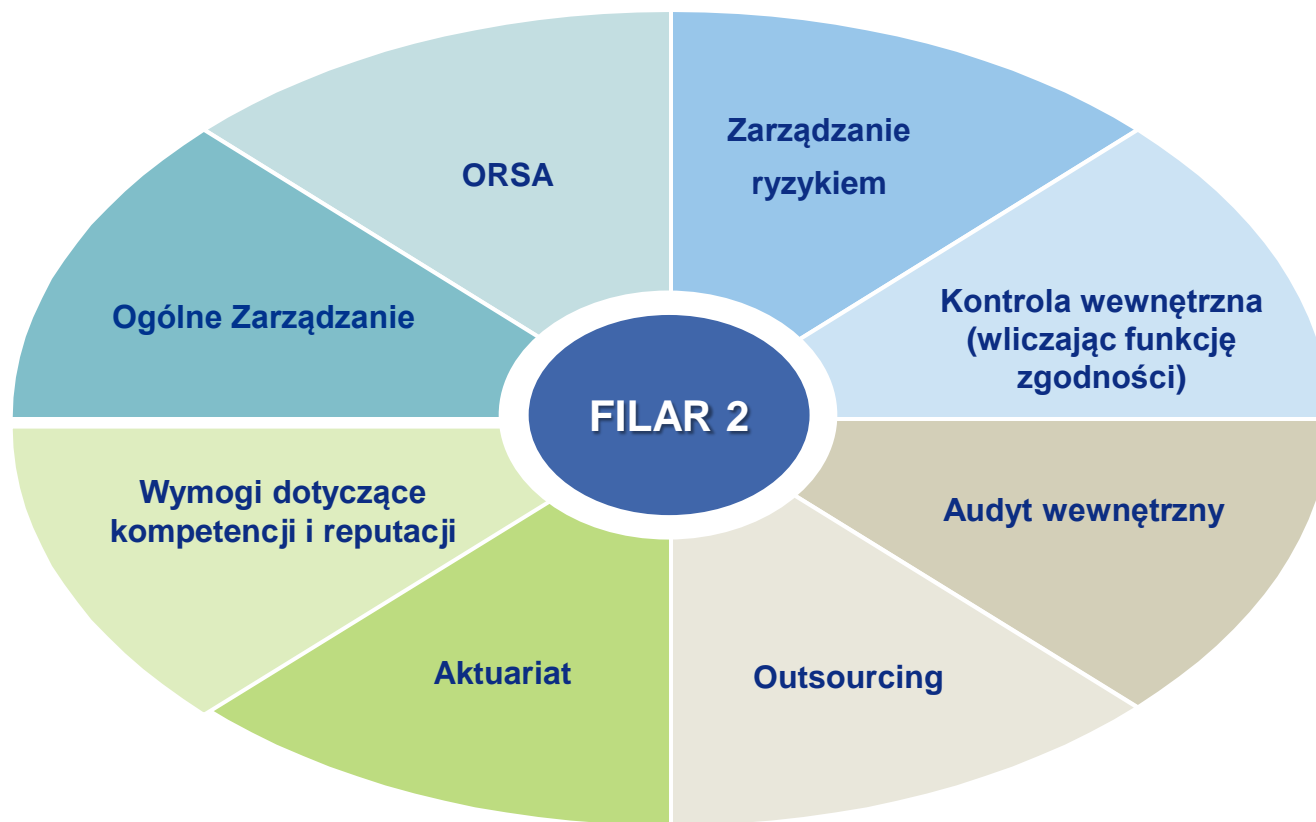 Zarządzanie
ryzykiem
ORSA
Kontrola wewnętrzna
(wliczając funkcję
zgodności)
Ogólne Zarządzanie
FILAR 2
Wymogi dotyczące
kompetencji i reputacji
Audyt wewnętrzny
Aktuariat
Outsourcing